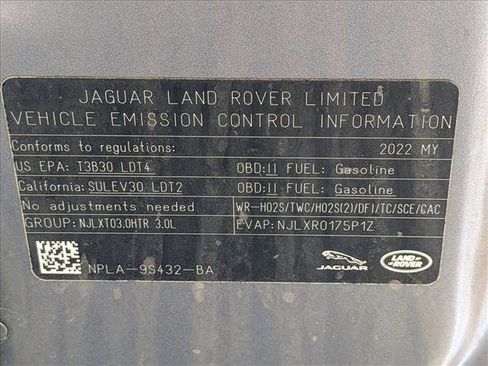 JAGUAR LAND ROVER LIMITED
VEHICLE EMISSION CONTROL INFORMATION
Conforms to regulations: 2022 MY
US EPA: T3B30 LDT4 OBD:II FUEL: Gasoline
California: SULEV30 LDT2 OBD:II FUEL: Gasoline
No adjustments needed WR-HO2S/TWC/HO2S(2)/DFI/TC/SCE/GAC
GROUP: NJLXT03.0HTR 3.0L EVAP: NJLXR0175P1Z
NPLA-9S432-BA
JAGUAR
LAND ROVER